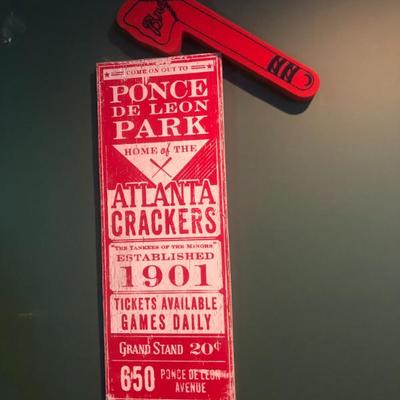 COME ON OUT TO
PONCE
DE LEON
PARK
HOME of THE
ATLANTA
CRACKERS
"THE YANKEES OF THE MINORS"
ESTABLISHED
1901
TICKETS AVAILABLE
GAMES DAILY
GRAND STAND 20¢
650 PONCE DE LEON
AVENUE